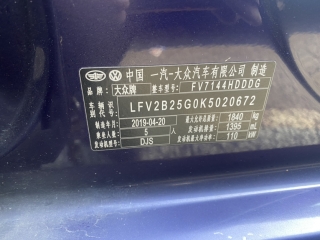 中国 一汽-大众汽车有限公司 制造
品牌 大众牌 整车型号 FV7144HDDDG
车辆识别代号 LFV2B25G0K5020672
制造年月 2019-04-20 最大允许总质量 1840 kg
乘坐人数 5 人 发动机排量 1395 mL
发动机型号 DJS 发动机最大净功率 110 kW